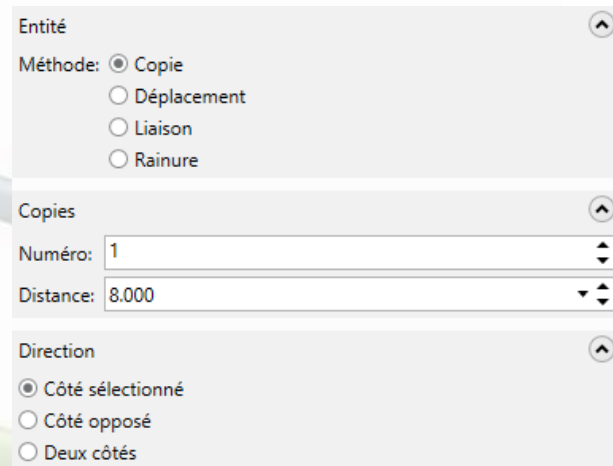 Entité
Méthode: Copie
Déplacement
Liaison
Rainure
Copies
Numéro: 1
Distance: 8.000
Direction
Côté sélectionné
Côté opposé
Deux côtés